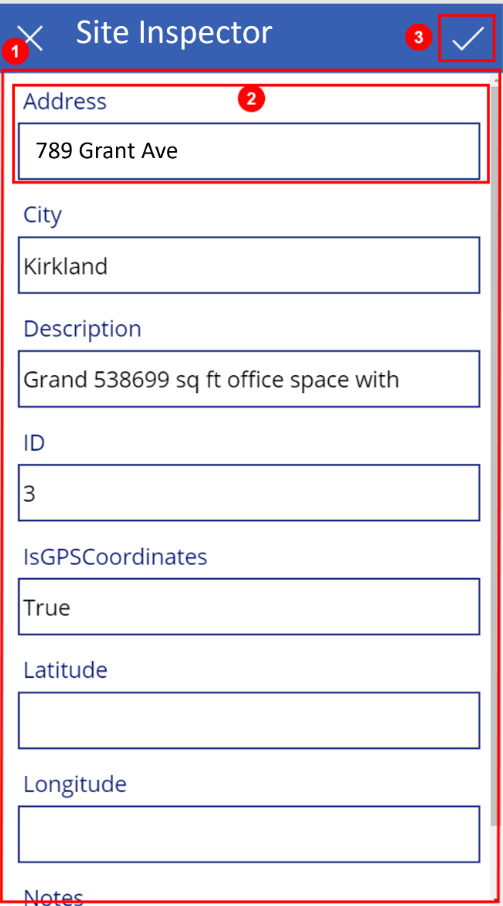 Site Inspector
3
1
Address
2
789 Grant Ave
City
Kirkland
Description
Grand 538699 sq ft office space with
ID
3
IsGPSCoordinates
True
Latitude
Longitude
Notes